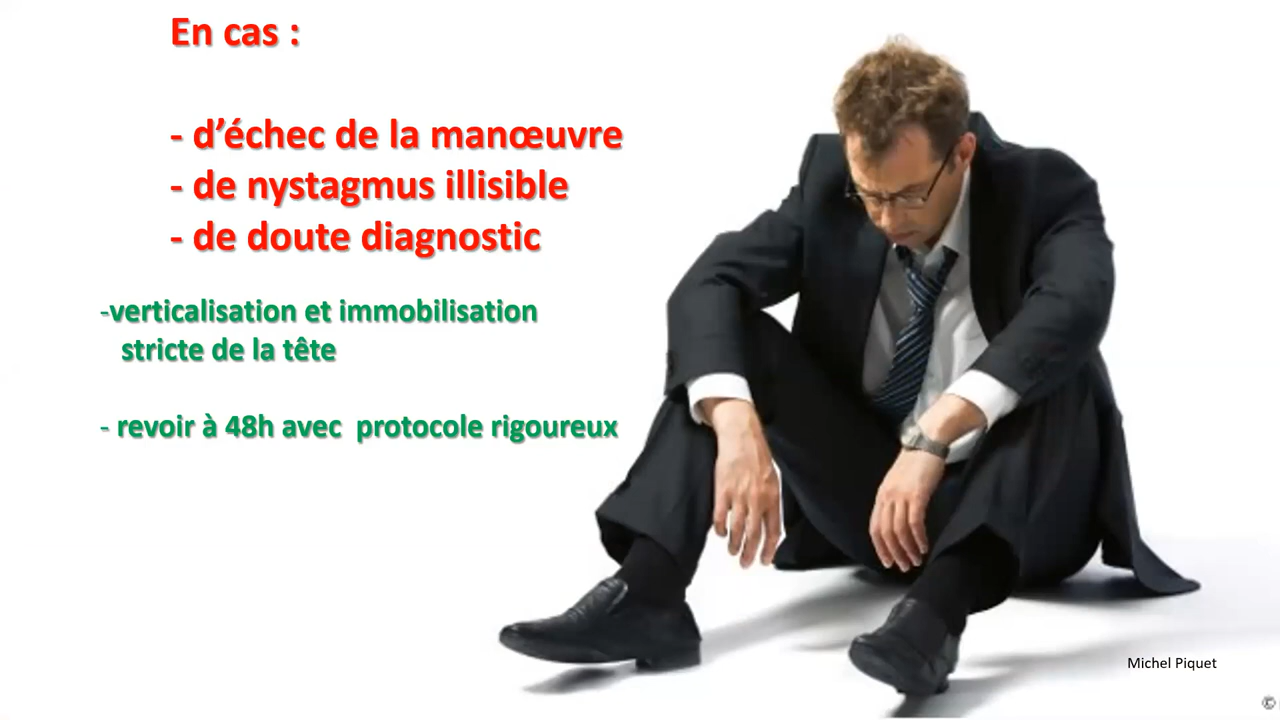 En cas :
- d’échec de la manœuvre
- de nystagmus illisible
- de doute diagnostic
-verticalisation et immobilisation
stricte de la tête
- revoir à 48h avec  protocole rigoureux
Michel Piquet
©